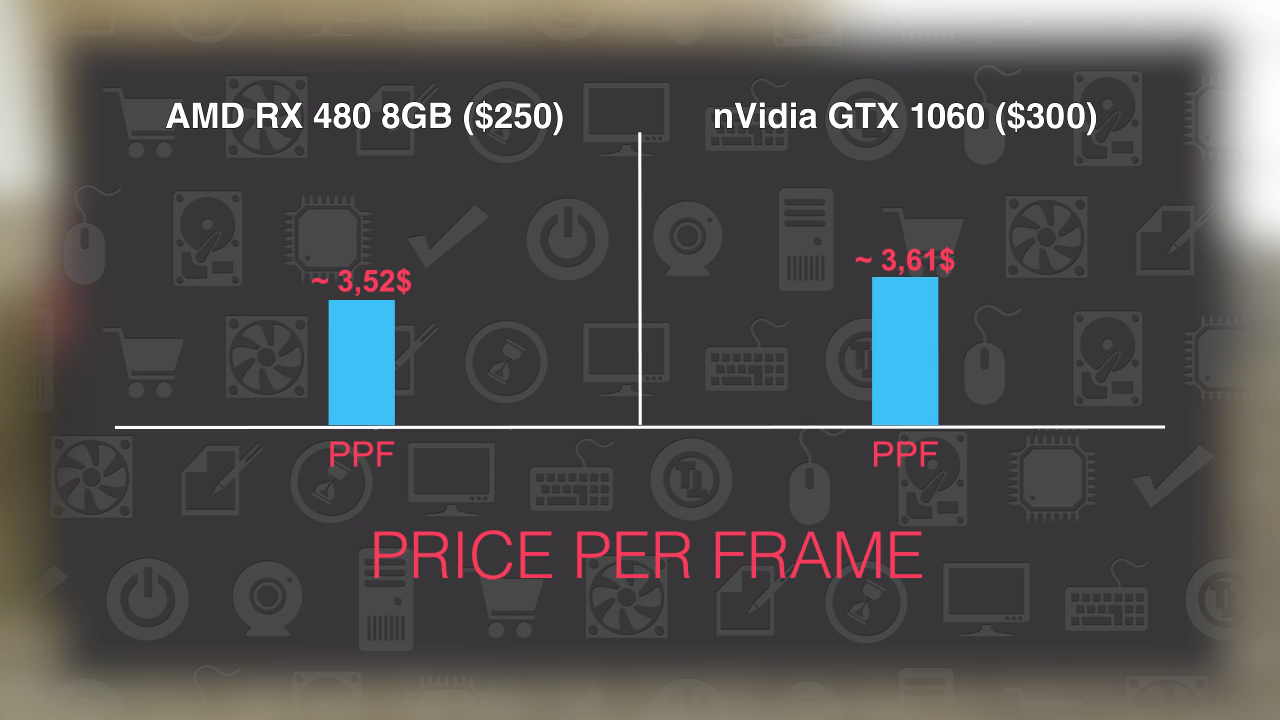 AMD RX 480 8GB ($250)
nVidia GTX 1060 ($300)
~ 3,52$
~ 3,61$
PPF
PPF
PRICE PER FRAME